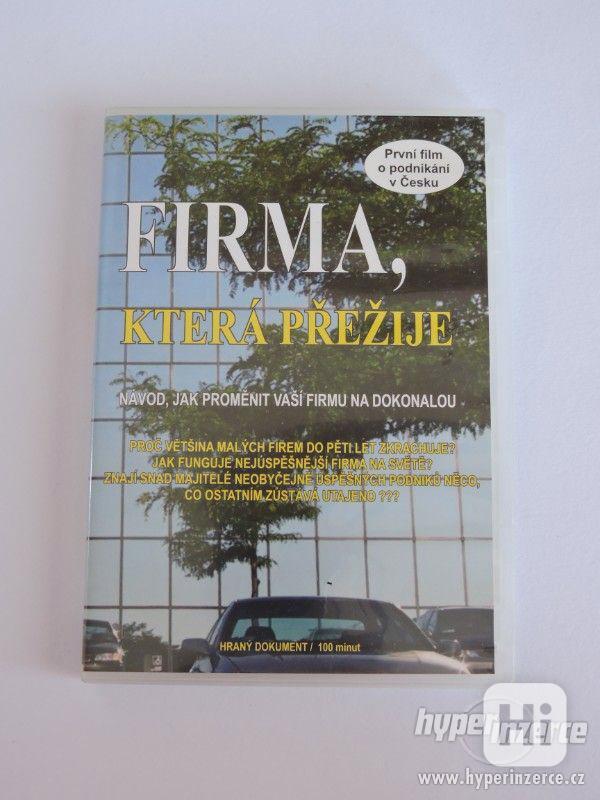 První film
o podnikání
v Česku
FIRMA,
KTERÁ PŘEŽIJE
NÁVOD, JAK PROMĚNIT VAŠÍ FIRMU NA DOKONALOU
PROČ VĚTŠINA MALÝCH FIREM DO PĚTI LET ZKRACHUJE?
JAK FUNGUJE NEJÚSPĚŠNĚJŠÍ FIRMA NA SVĚTĚ?
ZNAJÍ SNAD MAJITELÉ NEOBYČEJNĚ ÚSPĚŠNÝCH PODNIKŮ NĚCO,
CO OSTATNÍM ZŮSTÁVÁ UTAJENO ???
HRANÝ DOKUMENT / 100 minut
Hi
hyperinzerce
www.hyperinzerce.cz